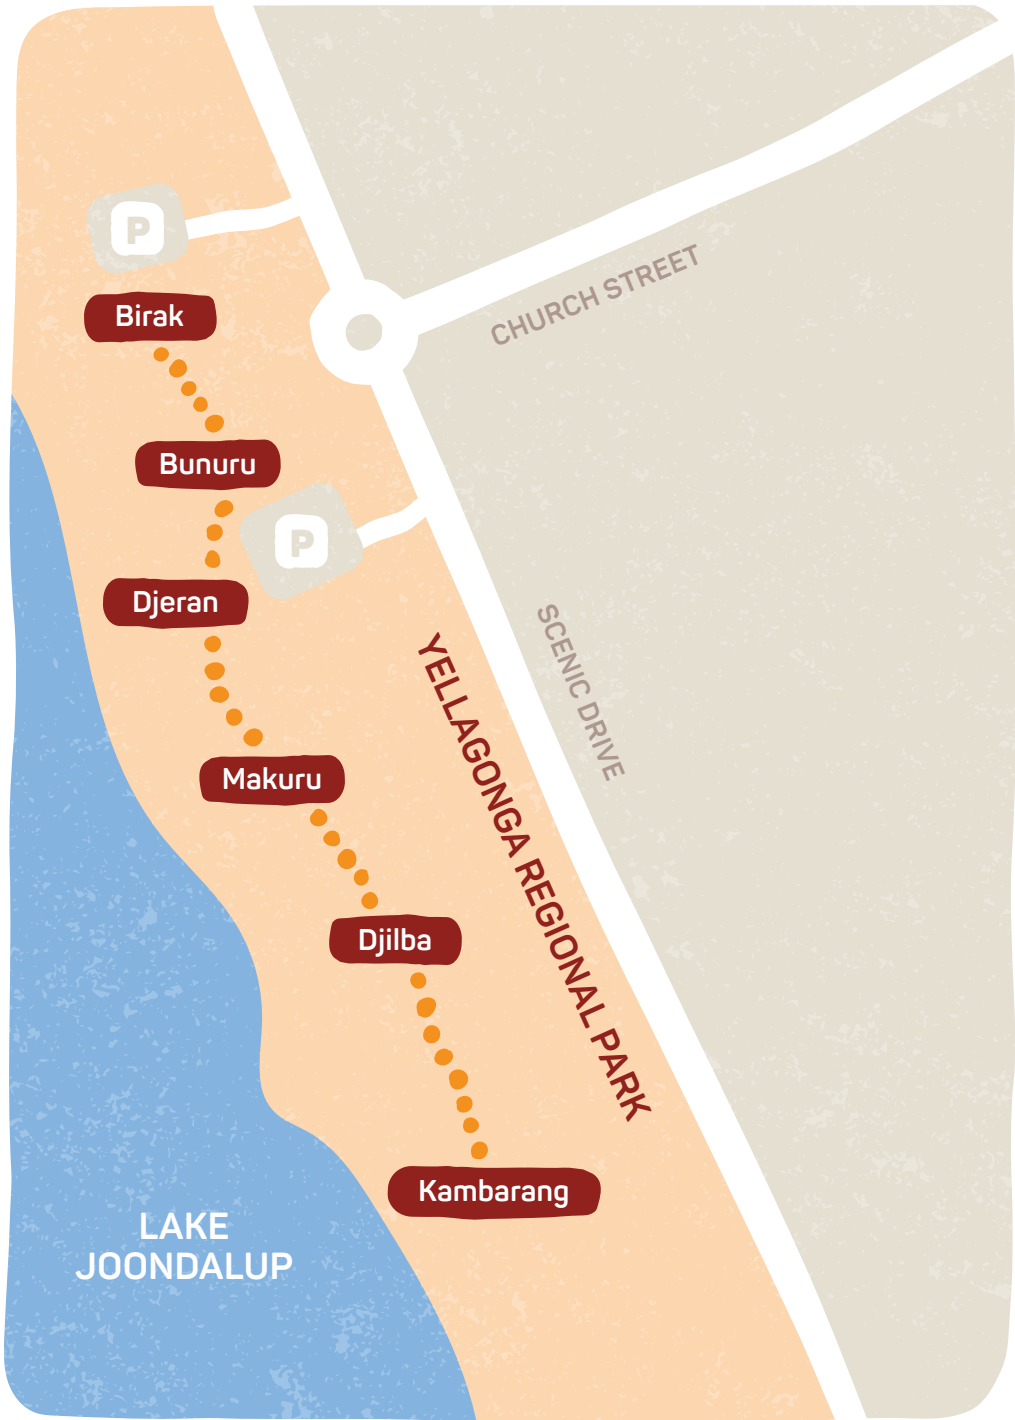 P
Birak
CHURCH STREET
Bunuru
P
Djeran
SCENIC DRIVE
YELLAGONGA REGIONAL PARK
Makuru
Djilba
Kambarang
LAKE
JOONDALUP